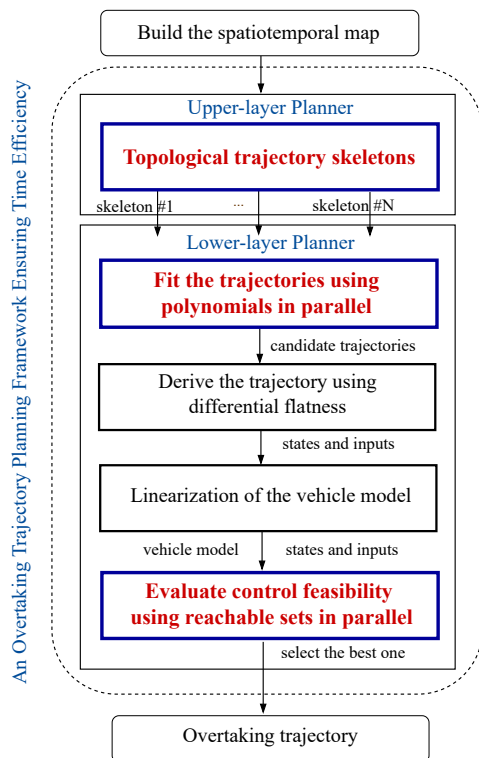 Build the spatiotemporal map
An Overtaking Trajectory Planning Framework Ensuring Time Efficiency
Upper-layer Planner
Topological trajectory skeletons
skeleton #1
...
skeleton #N
Lower-layer Planner
Fit the trajectories using
polynomials in parallel
candidate trajectories
Derive the trajectory using
differential flatness
states and inputs
Linearization of the vehicle model
vehicle model
states and inputs
Evaluate control feasibility
using reachable sets in parallel
select the best one
Overtaking trajectory